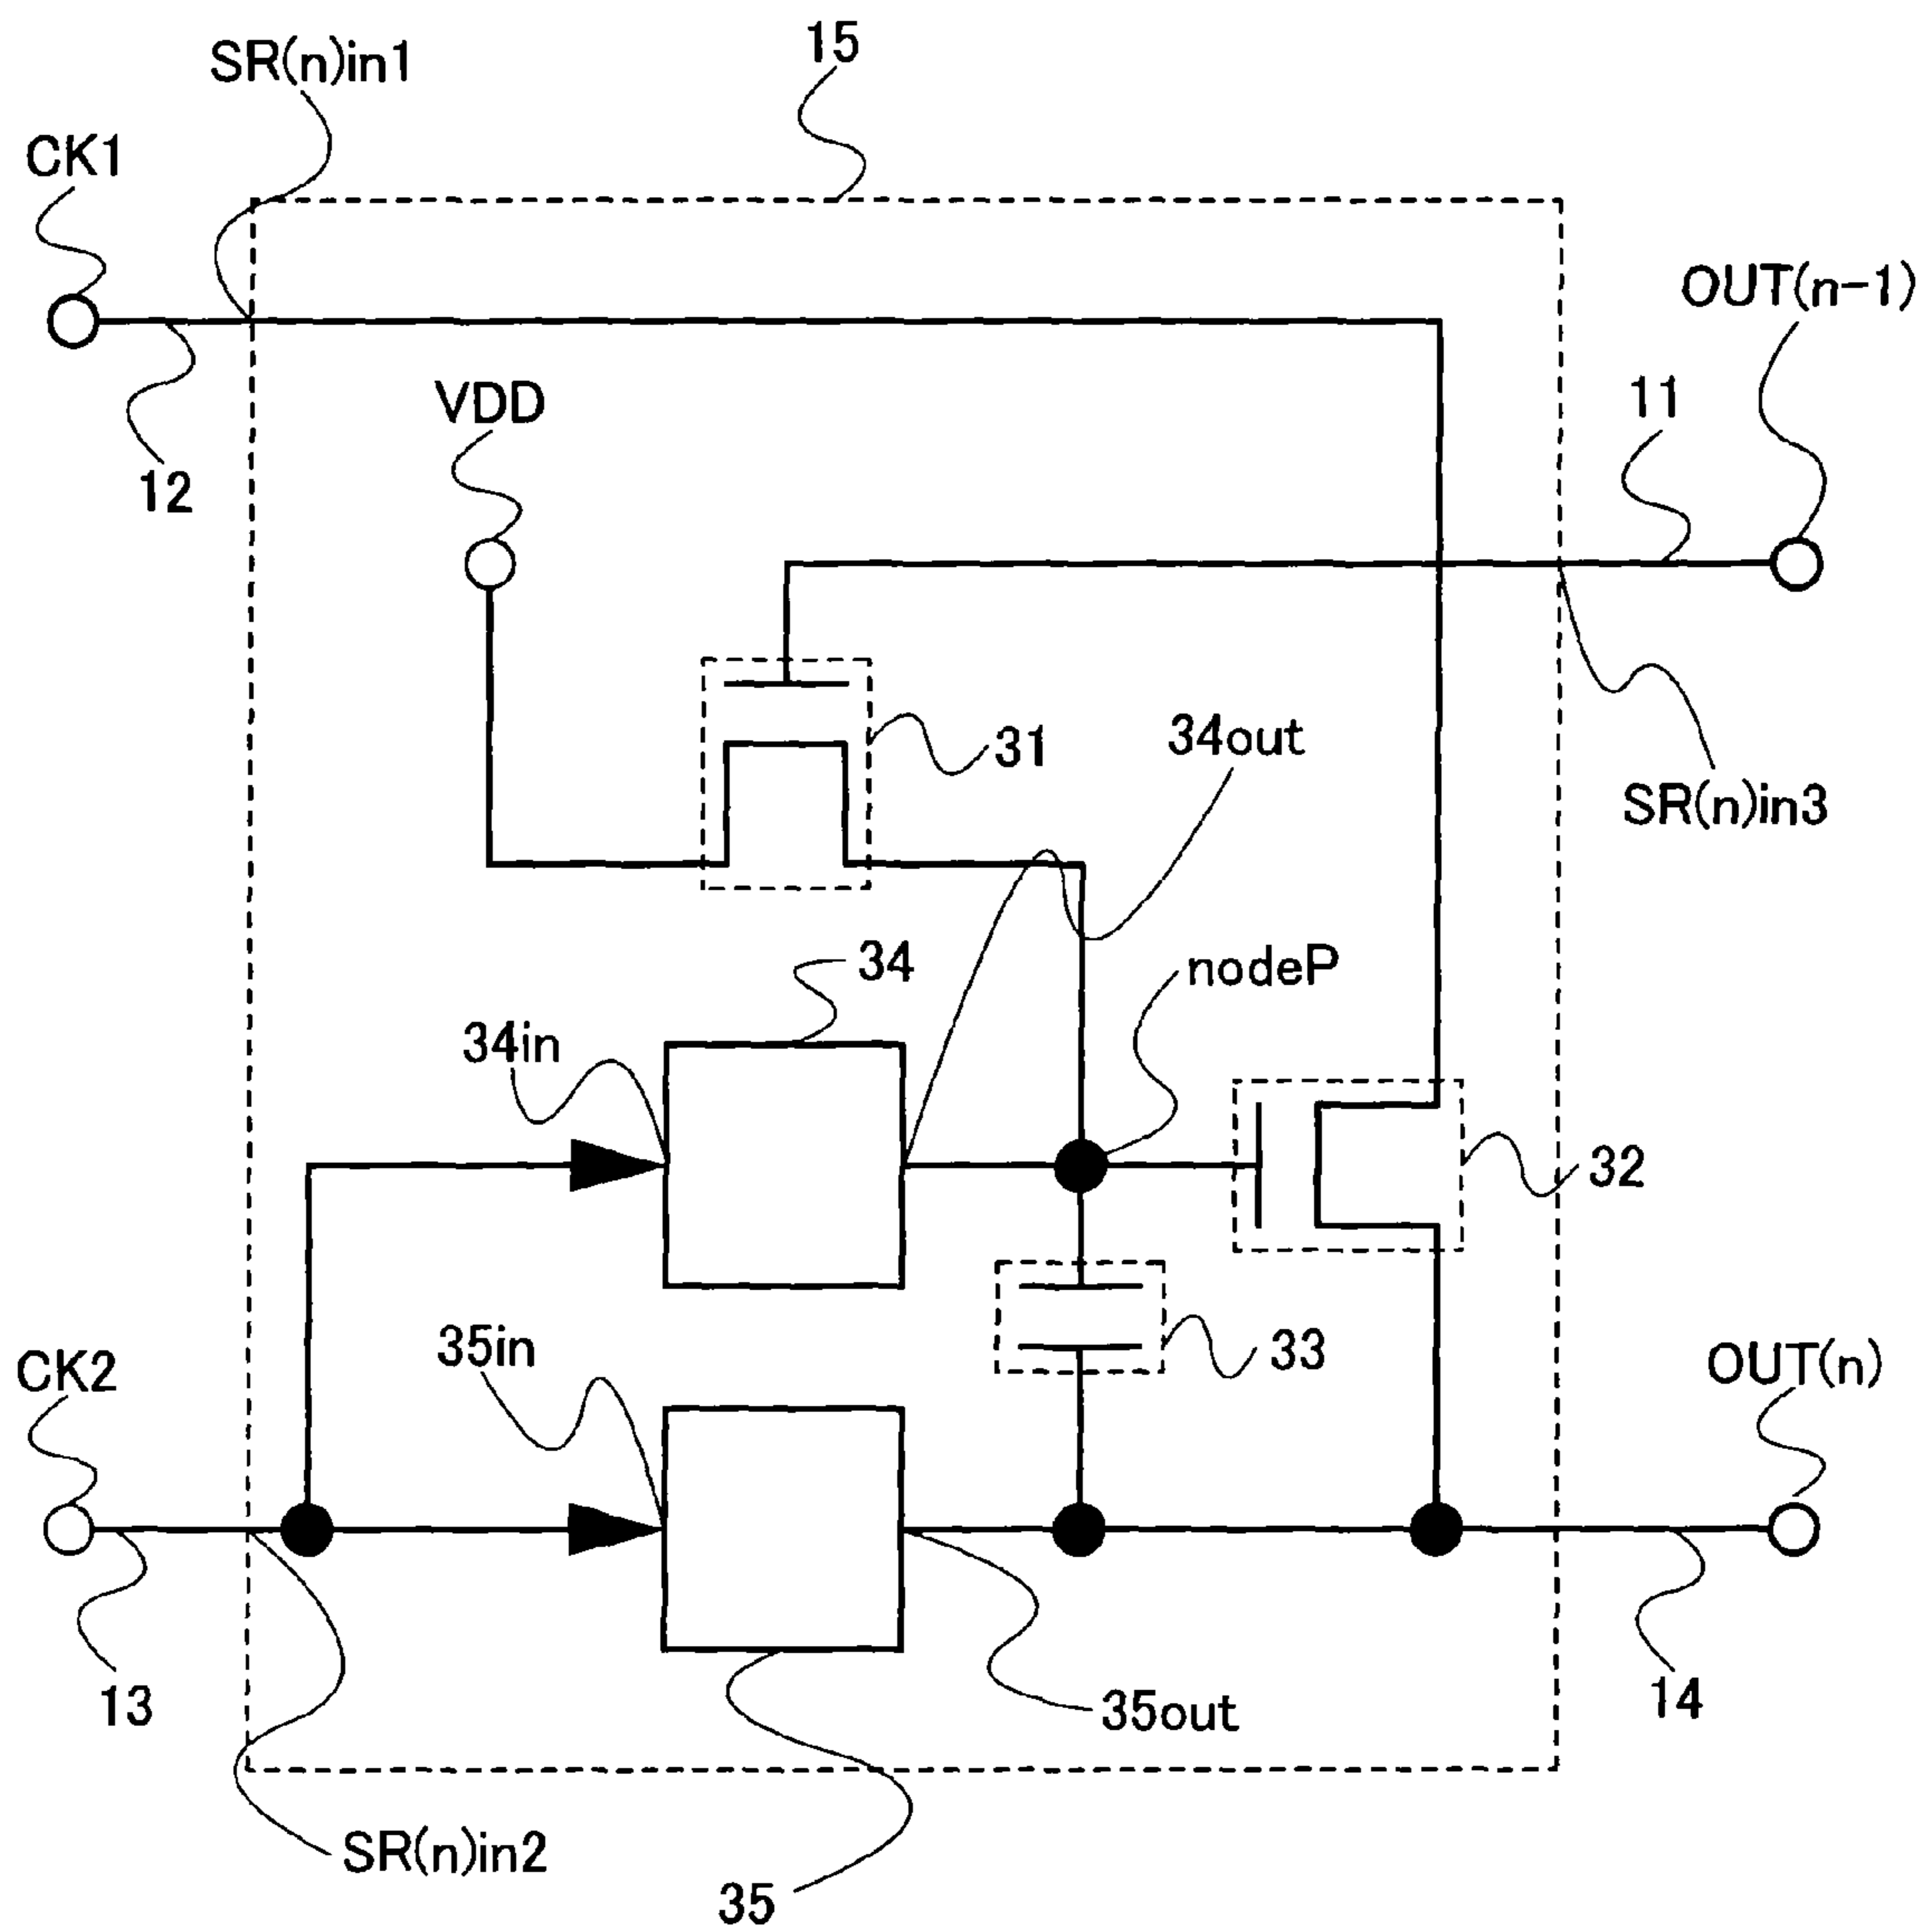 15
SR(n)in1
CK1
OUT(n-1)
VDD
11
12
31
34out
SR(n)in3
34
nodeP
34in
32
35in
33
CK2
OUT(n)
13
14
35out
SR(n)in2
35